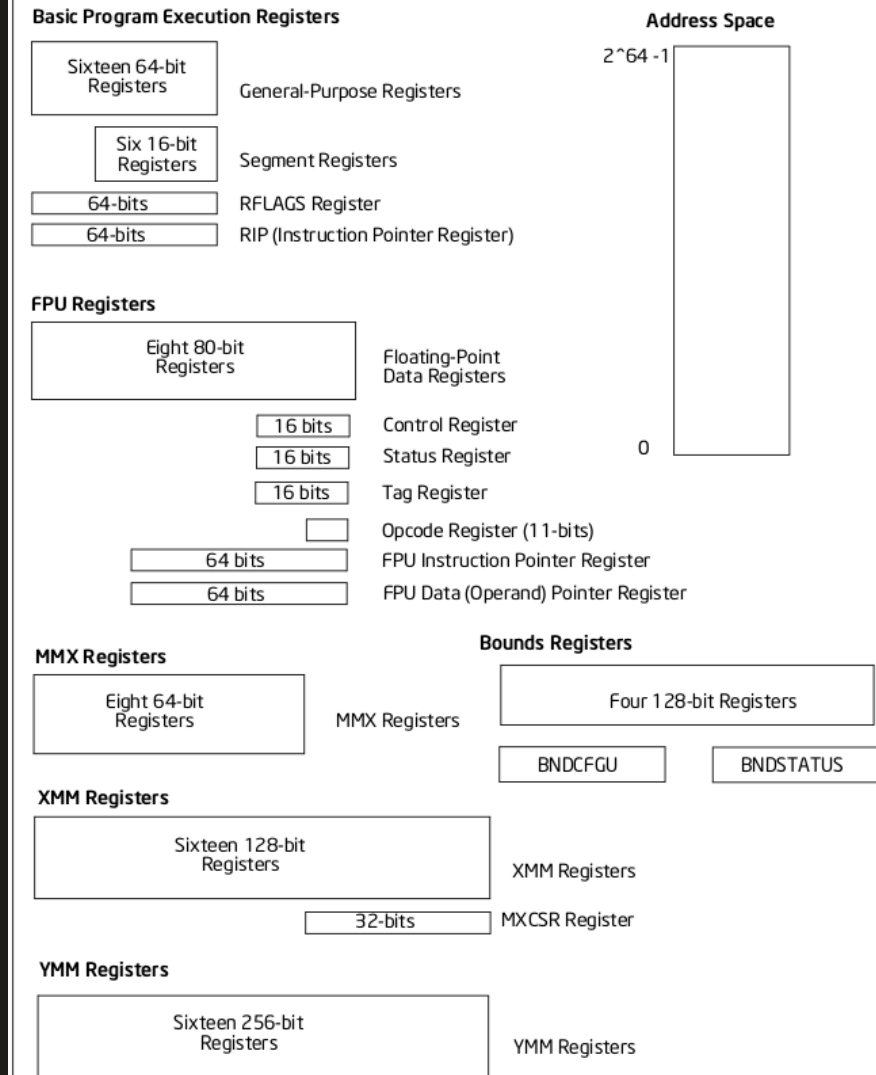 Basic Program Execution Registers
Address Space
2^64 -1
Sixteen 64-bit
Registers
General-Purpose Registers
Six 16-bit
Registers
Segment Registers
64-bits
RFLAGS Register
64-bits
RIP (Instruction Pointer Register)
FPU Registers
Eight 80-bit
Registers
Floating-Point
Data Registers
16 bits
Control Register
0
16 bits
Status Register
16 bits
Tag Register
Opcode Register (11-bits)
64 bits
FPU Instruction Pointer Register
64 bits
FPU Data (Operand) Pointer Register
Bounds Registers
MMX Registers
Eight 64-bit
Registers
MMX Registers
Four 128-bit Registers
BNDCFGU
BNDSTATUS
XMM Registers
Sixteen 128-bit
Registers
XMM Registers
32-bits
MXCSR Register
YMM Registers
Sixteen 256-bit
Registers
YMM Registers